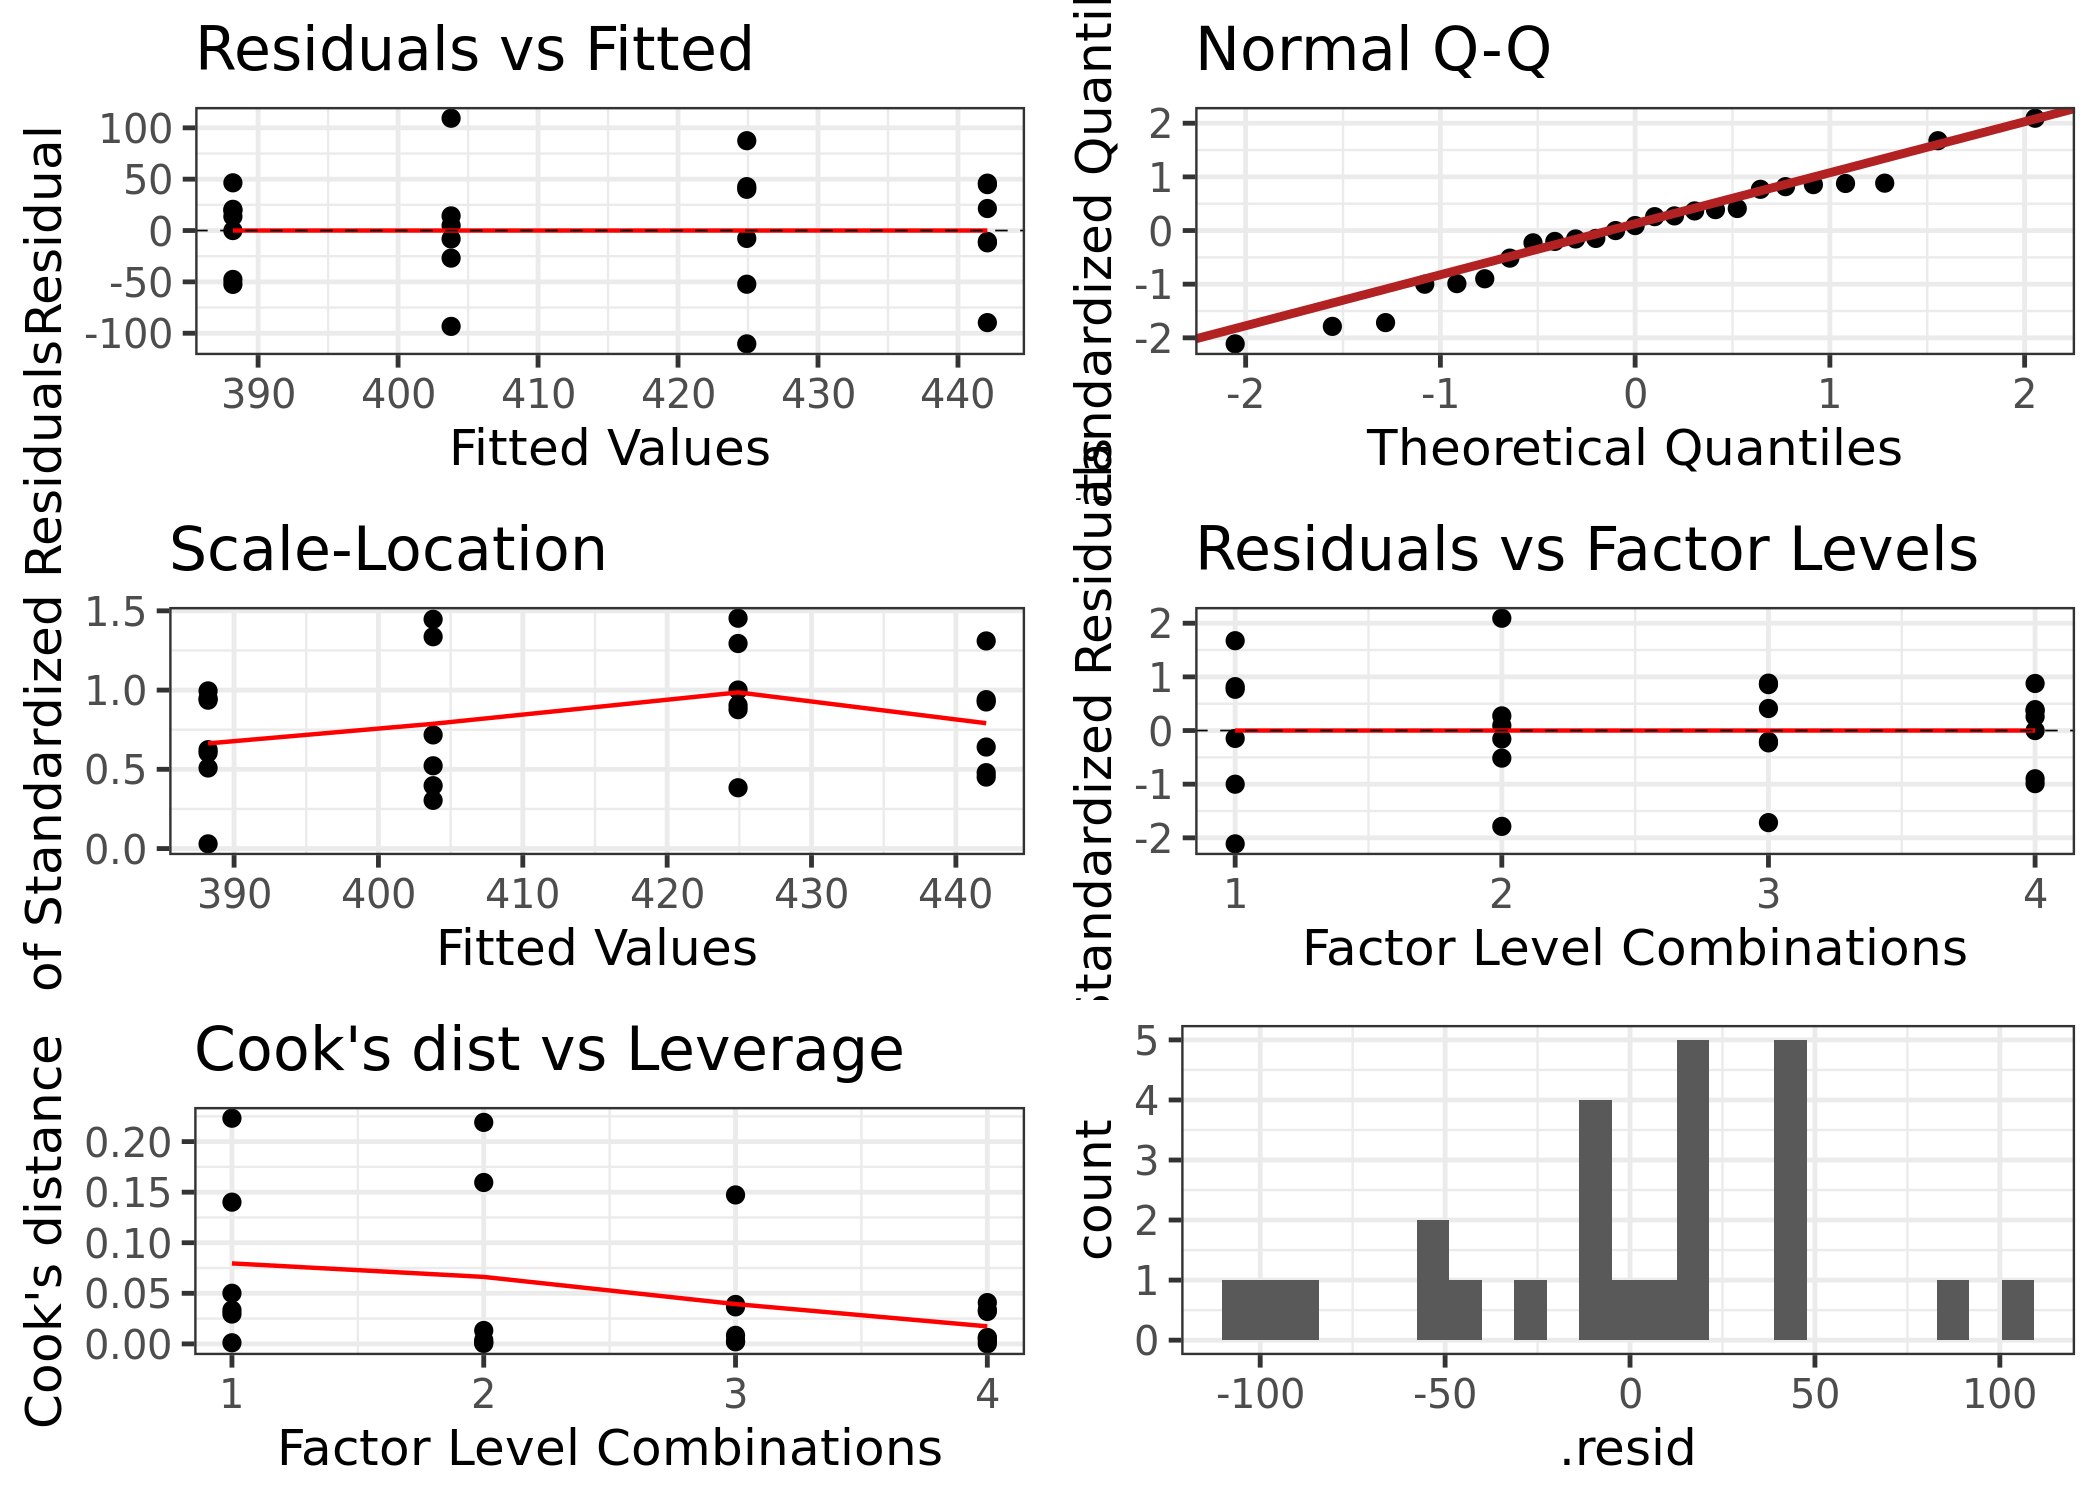 Residuals vs Fitted
Residual
100
50
0
-50
-100
390 400 410 420 430 440
Fitted Values
Normal Q-Q
2
1
0
-1
-2
-2 -1 0 1 2
Theoretical Quantiles
Scale-Location
of Standardized Residuals
1.5
1.0
0.5
0.0
390 400 410 420 430 440
Fitted Values
Residuals vs Factor Levels
Standardized Residuals
2
1
0
-1
-2
1 2 3 4
Factor Level Combinations
Cook's dist vs Leverage
Cook's distance
0.20
0.15
0.10
0.05
0.00
1 2 3 4
Factor Level Combinations
count
5
4
3
2
1
0
-100 -50 0 50 100
.resid